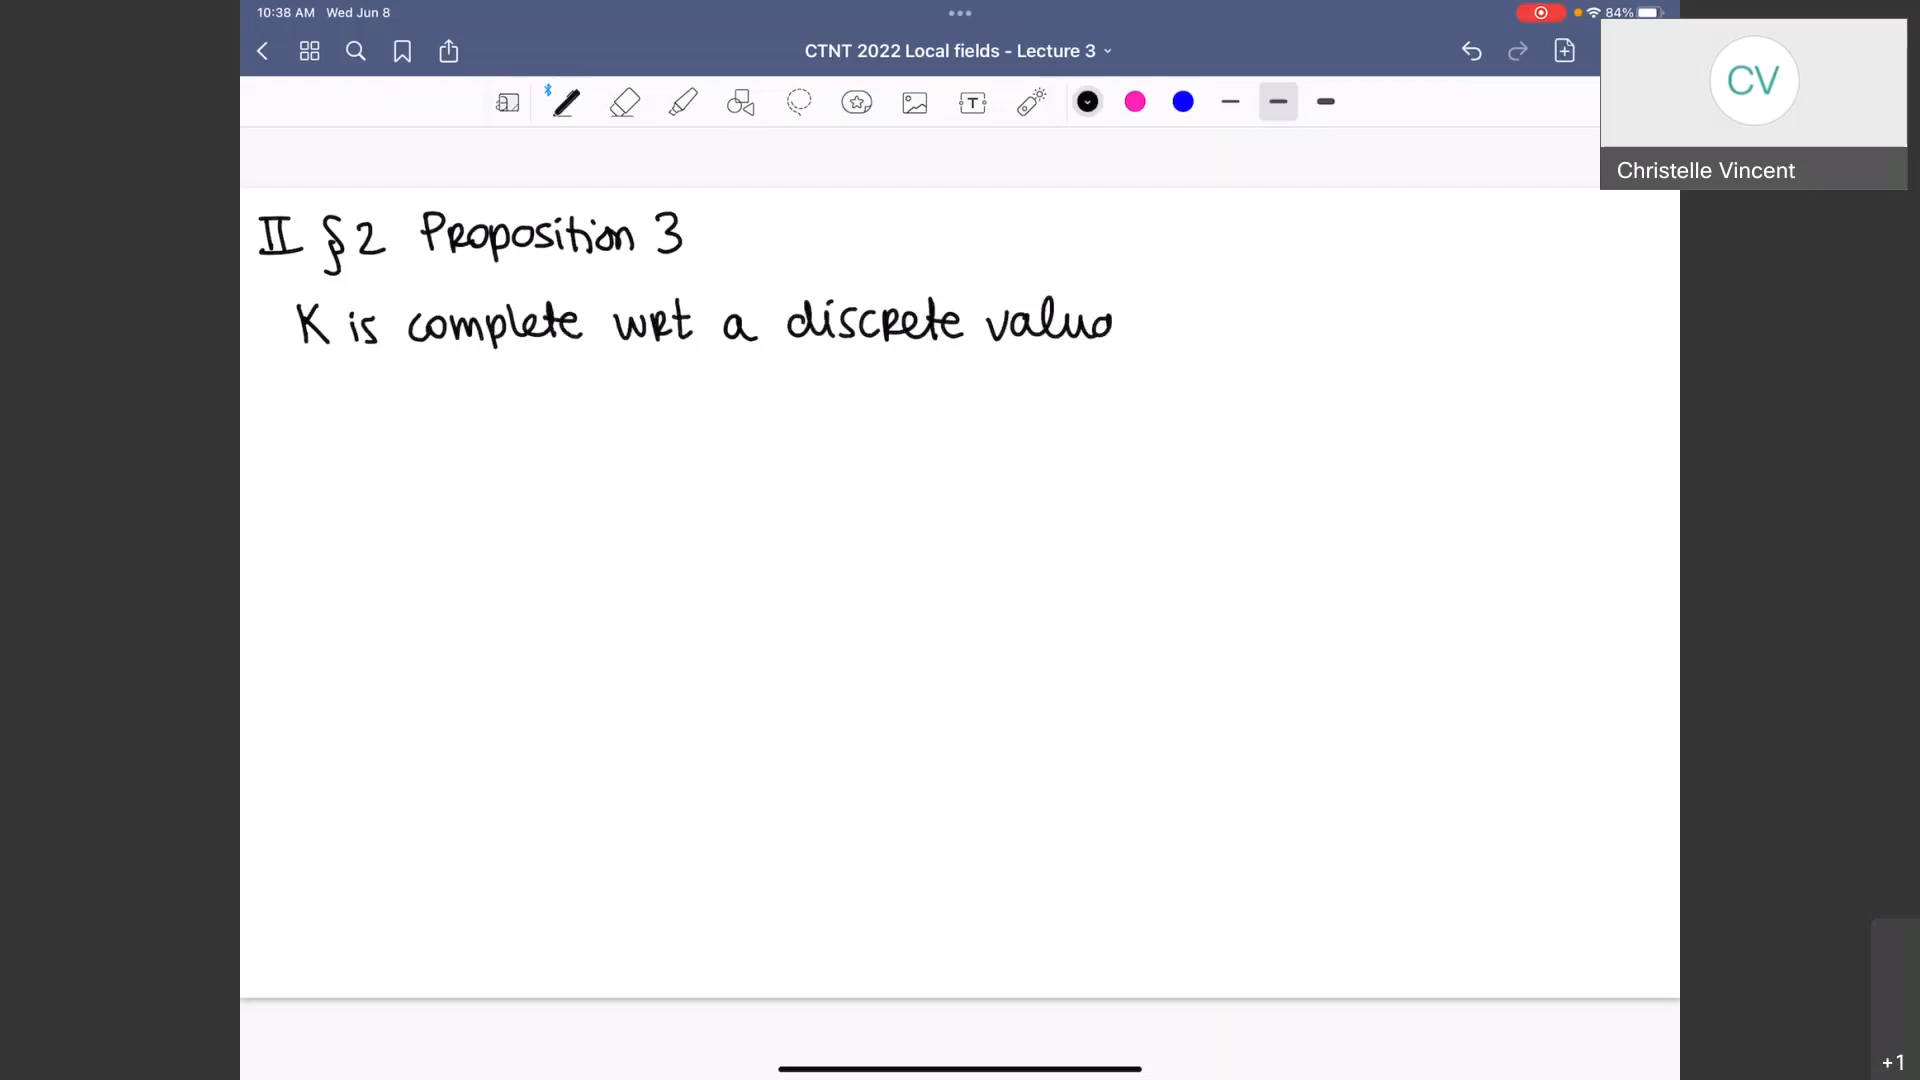 10:38 AM Wed Jun 8
84%
CTNT 2022 Local fields - Lecture 3
T
CV
Christelle Vincent
II §2 Proposition 3
K is complete wrt a discrete valua
+1